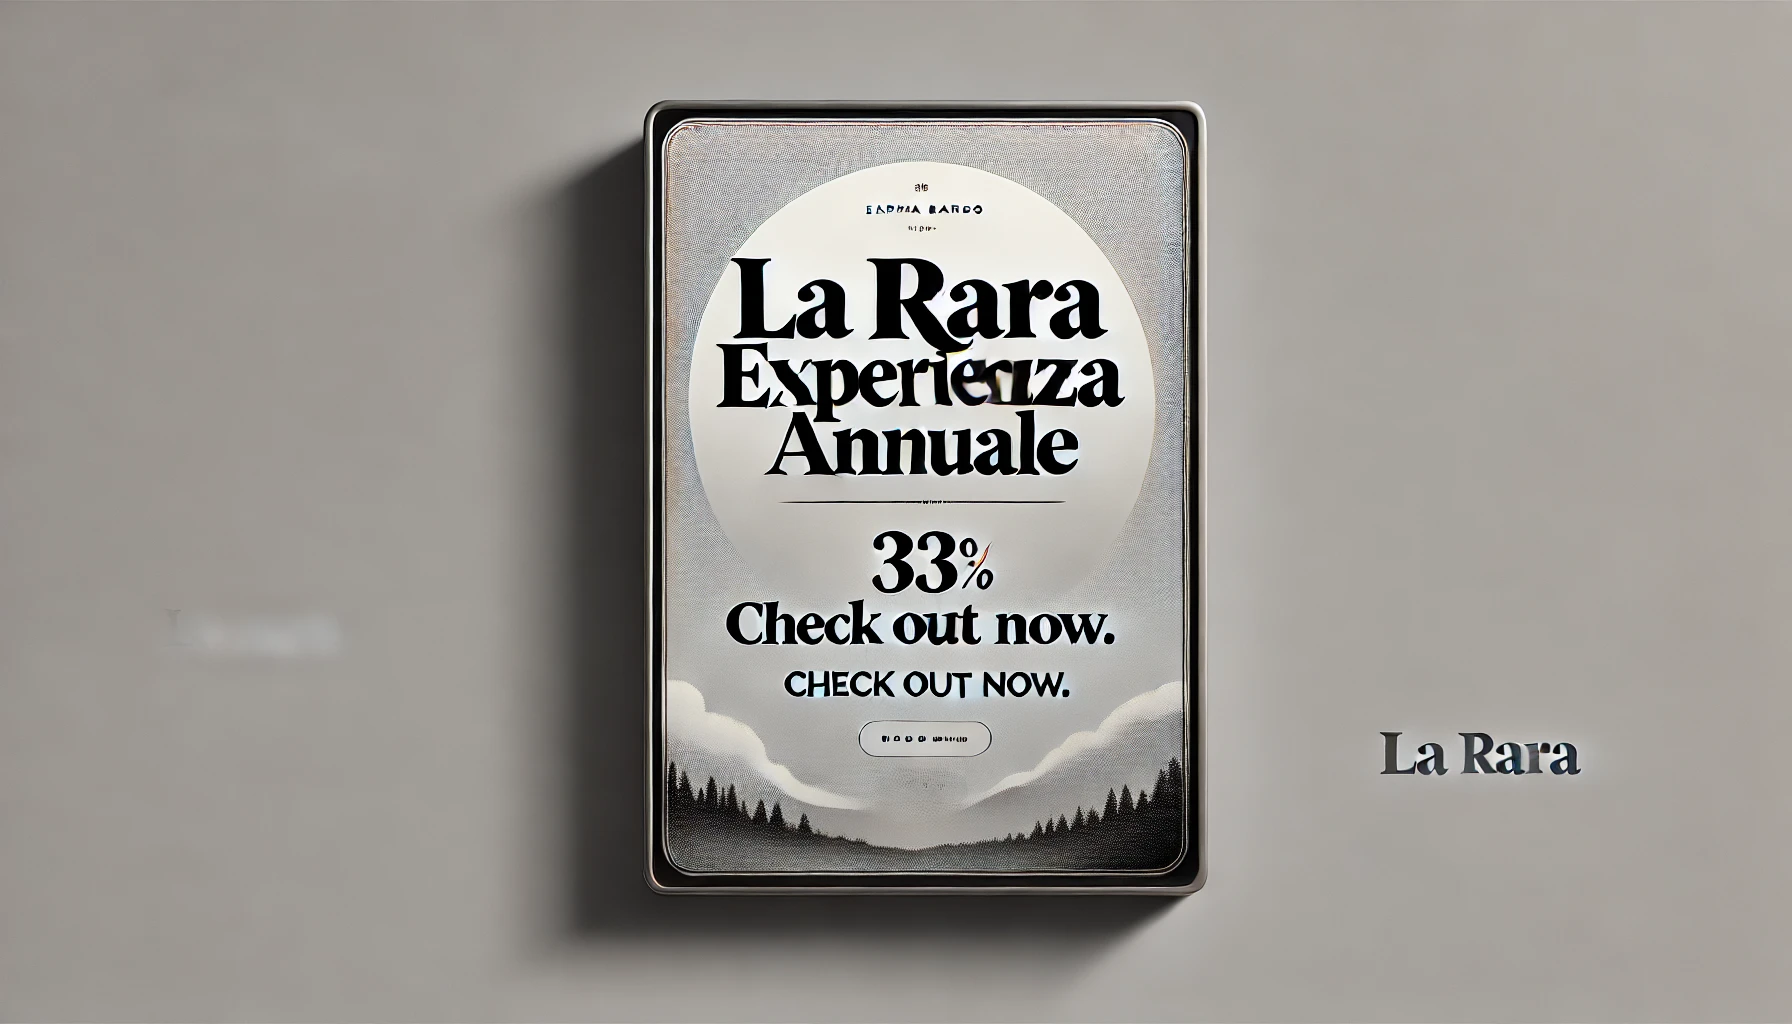 La Rara
Experienza
Annuale
33%
Check out now.
CHECK OUT NOW.
La Rara